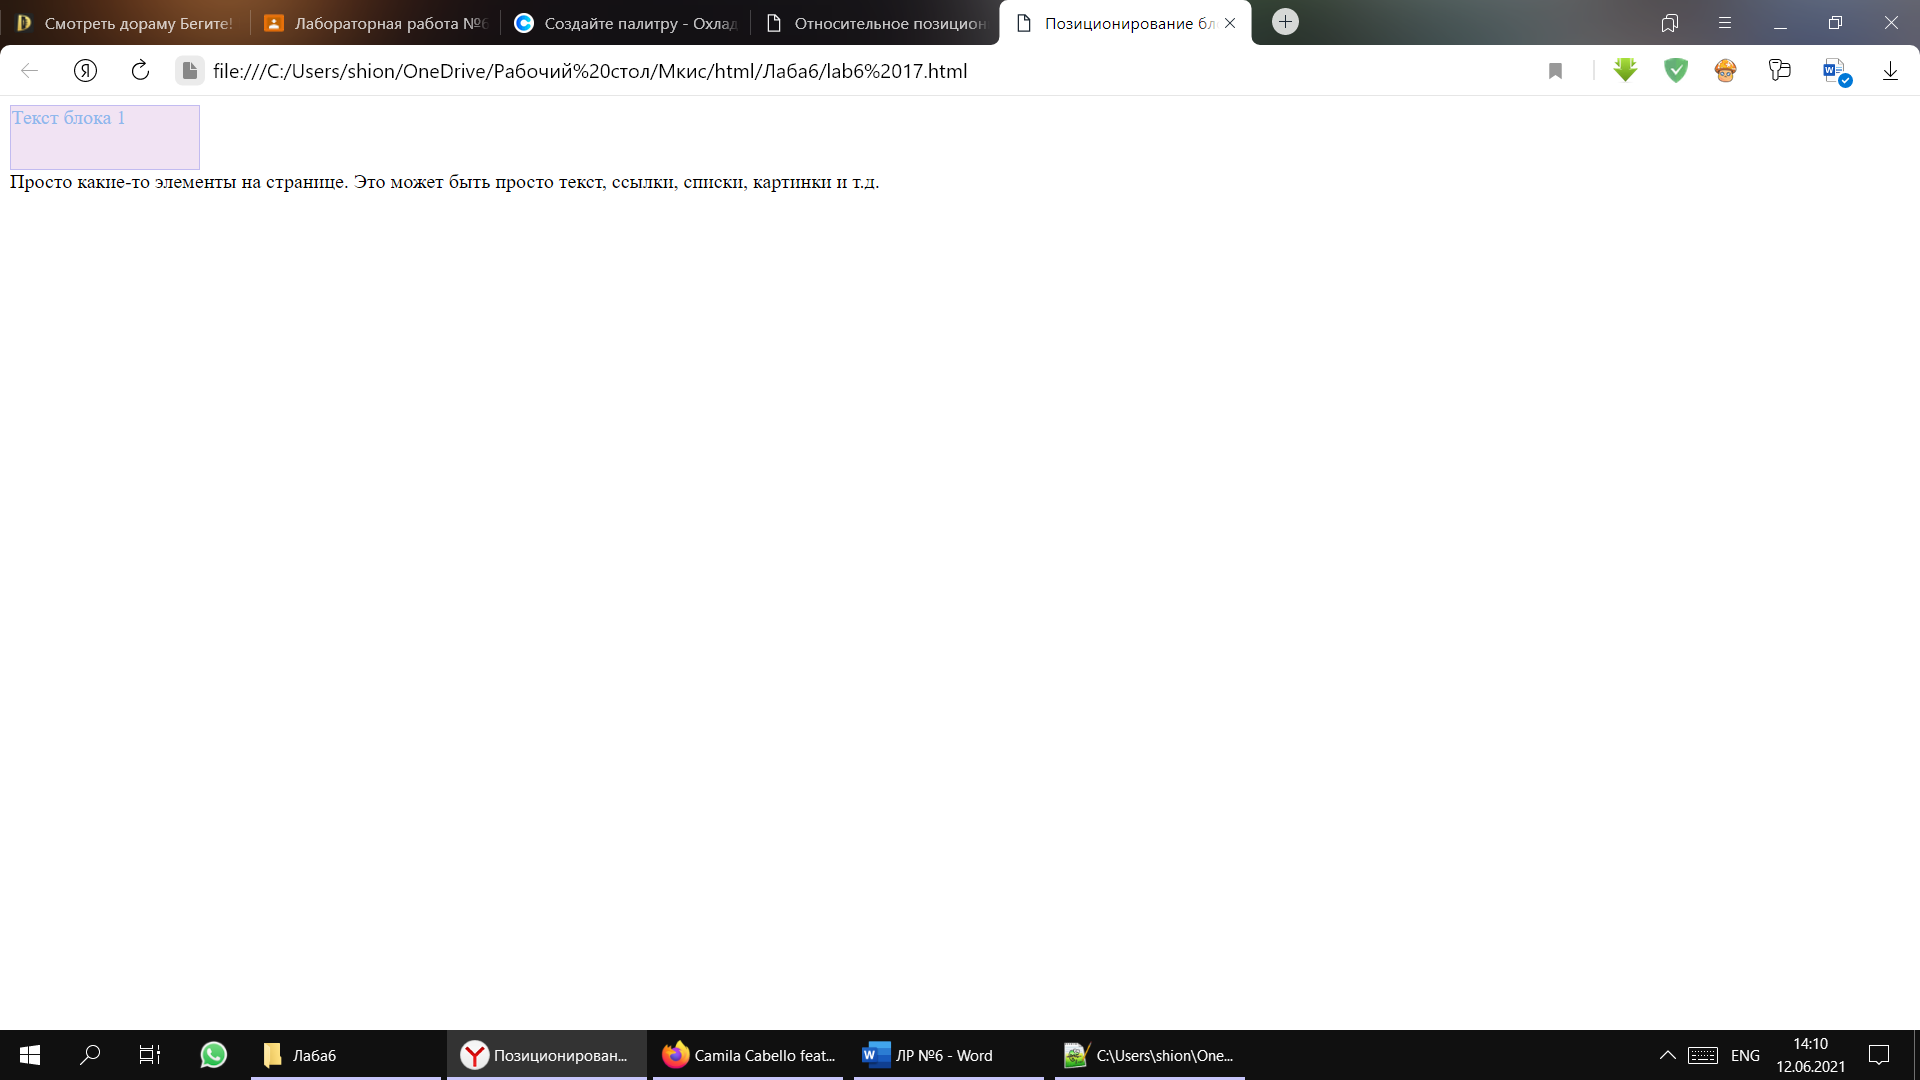 Смотреть дораму Бегите!
Лабораторная работа №6
Создайте палитру - Охлад
Относительное позицион
Позиционирование бл
file:///C:/Users/shion/OneDrive/Рабочий%20стол/Мкис/html/Лаба6/lab6%2017.html
Текст блока 1
Просто какие-то элементы на странице. Это может быть просто текст, ссылки, списки, картинки и т.д.
Лаба6
Позиционирован...
Camila Cabello feat...
ЛР №6 - Word
C:\Users\shion\One...
ENG
14:10
12.06.2021